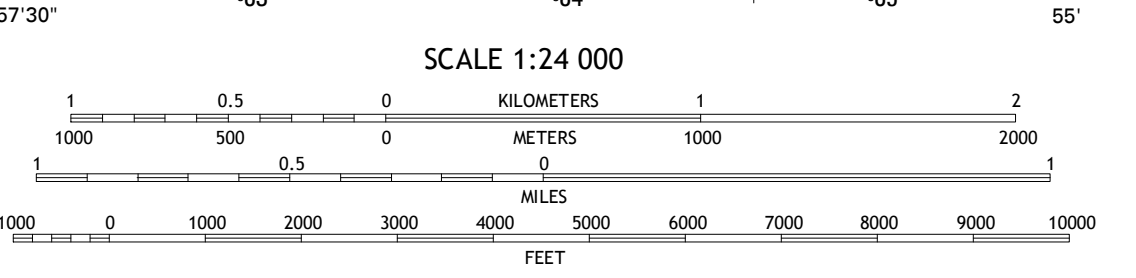 57'30" 55'
SCALE 1:24 000
1 0.5 0 KILOMETERS 1 2
1000 500 0 METERS 1000 2000
1 0.5 0 1
MILES
1000 0 1000 2000 3000 4000 5000 6000 7000 8000 9000 10000
FEET